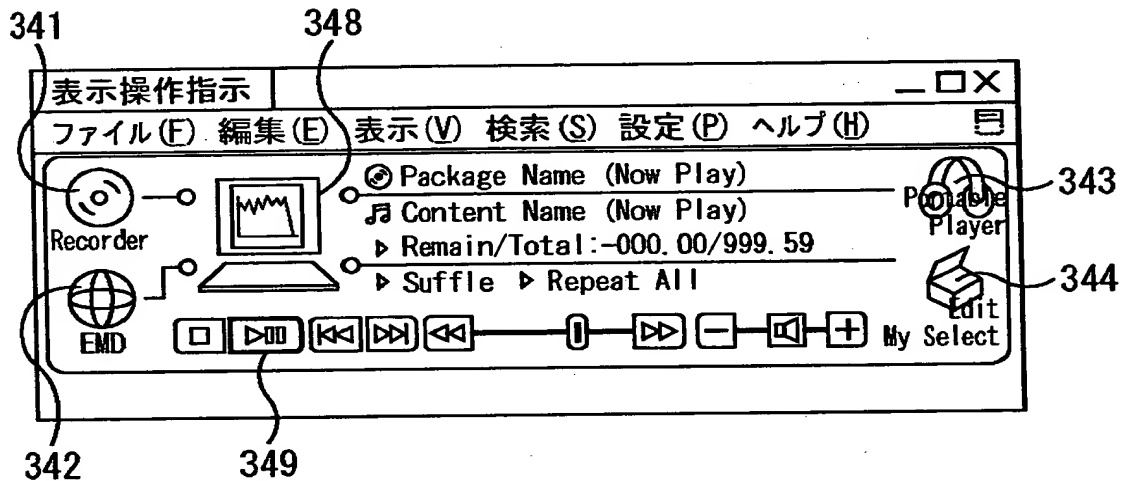 341
348
表示操作指示
ファイル(F) 編集(E) 表示(V) 検索(S) 設定(P) ヘルプ(H)
Package Name (Now Play)
Content Name (Now Play)
Remain/Total:-000.00/999.59
Suffle Repeat All
Recorder
EMD
Portable
Player
343
344
Edit
My Select
342
349